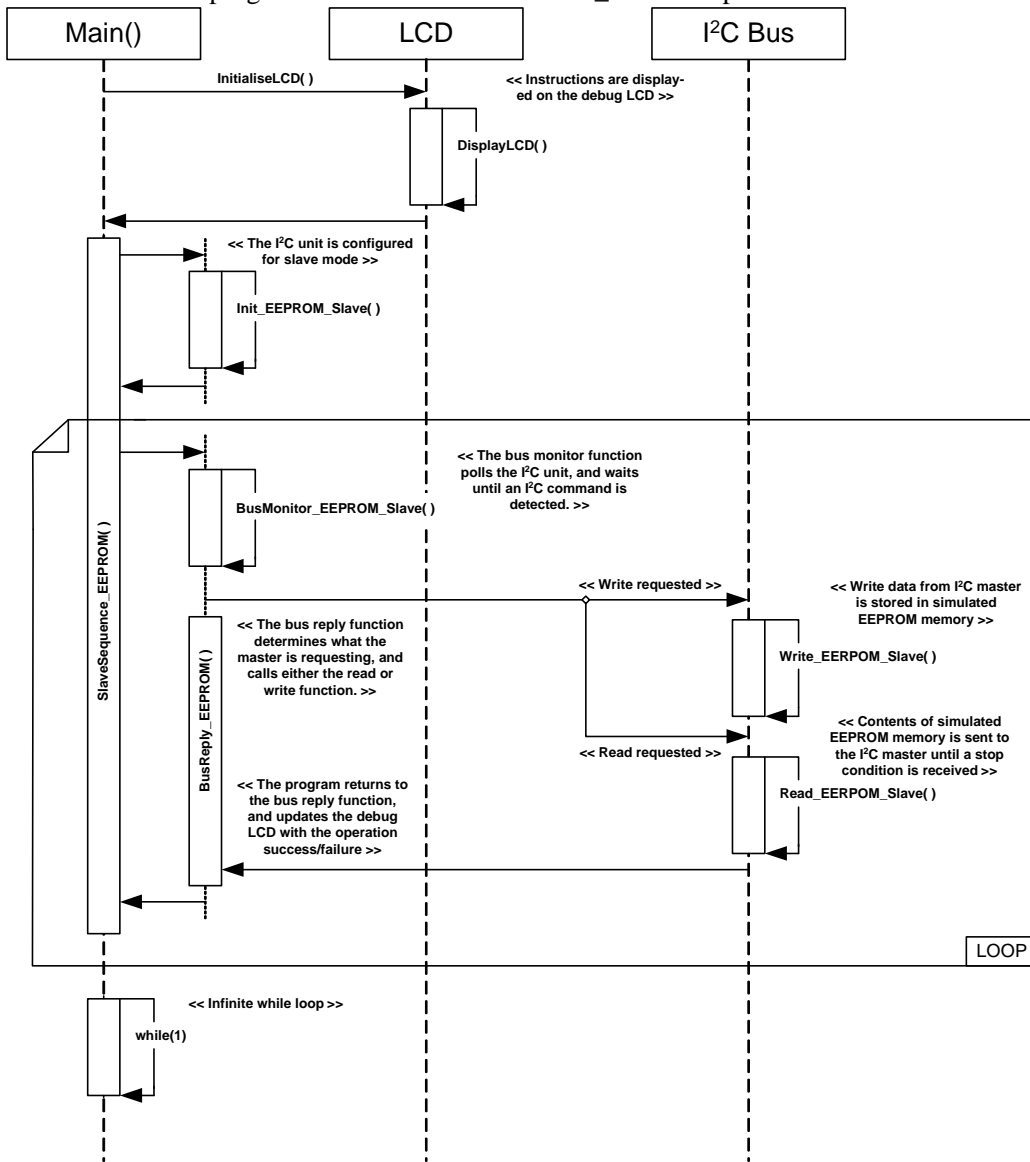 Main()
LCD
I²C Bus
InitialiseLCD( )
<< Instructions are display-
ed on the debug LCD >>
DisplayLCD( )
<< The I²C unit is configured
for slave mode >>
Init_EEPROM_Slave( )
SlaveSequence_EEPROM( )
<< The bus monitor function
polls the I²C unit, and waits
until an I²C command is
detected. >>
BusMonitor_EEPROM_Slave( )
<< Write requested >>
<< Write data from I²C master
is stored in simulated
EEPROM memory >>
<< The bus reply function
determines what the
master is requesting, and
calls either the read or
write function. >>
BusReply_EEPROM( )
Write_EERPOM_Slave( )
<< Read requested >>
<< Contents of simulated
EEPROM memory is sent to
the I²C master until a stop
condition is received >>
Read_EERPOM_Slave( )
<< The program returns to
the bus reply function,
and updates the debug
LCD with the operation
success/failure >>
LOOP
<< Infinite while loop >>
while(1)